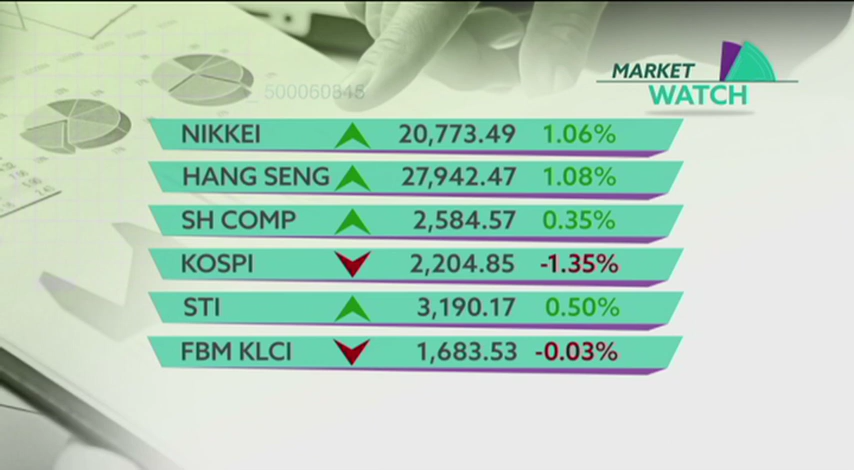 500060845
MARKET
WATCH
NIKKEI 20,773.49 1.06%
HANG SENG 27,942.47 1.08%
SH COMP 2,584.57 0.35%
KOSPI 2,204.85 -1.35%
STI 3,190.17 0.50%
FBM KLCI 1,683.53 -0.03%